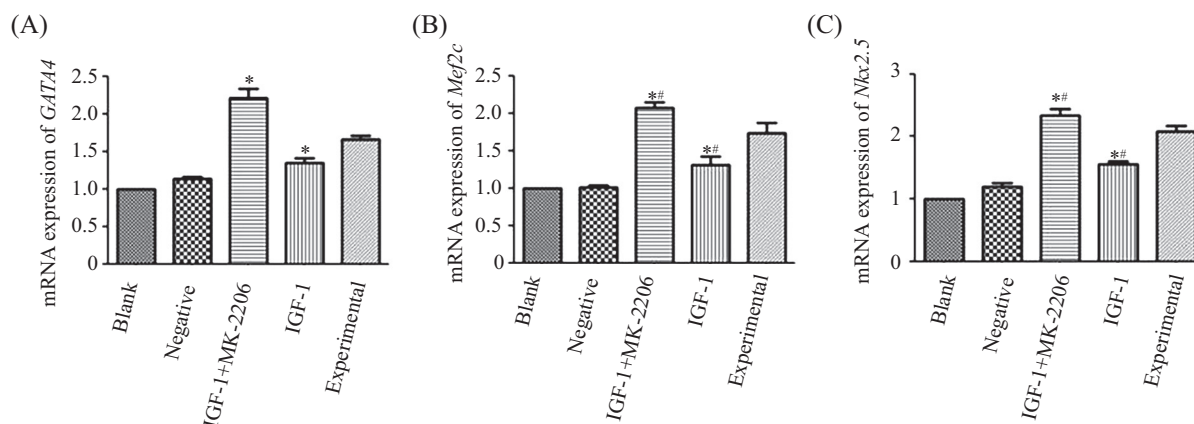 (A)
mRNA expression of GATA4
2.5
2.0
1.5
1.0
0.5
0
*
*
Blank
Negative
IGF-1+MK-2206
IGF-1
Experimental
(B)
mRNA expression of Mef2c
2.5
2.0
1.5
1.0
0.5
0
*#
*#
Blank
Negative
IGF-1+MK-2206
IGF-1
Experimental
(C)
mRNA expression of Nkx2.5
3
2
1
0
*#
*#
Blank
Negative
IGF-1+MK-2206
IGF-1
Experimental